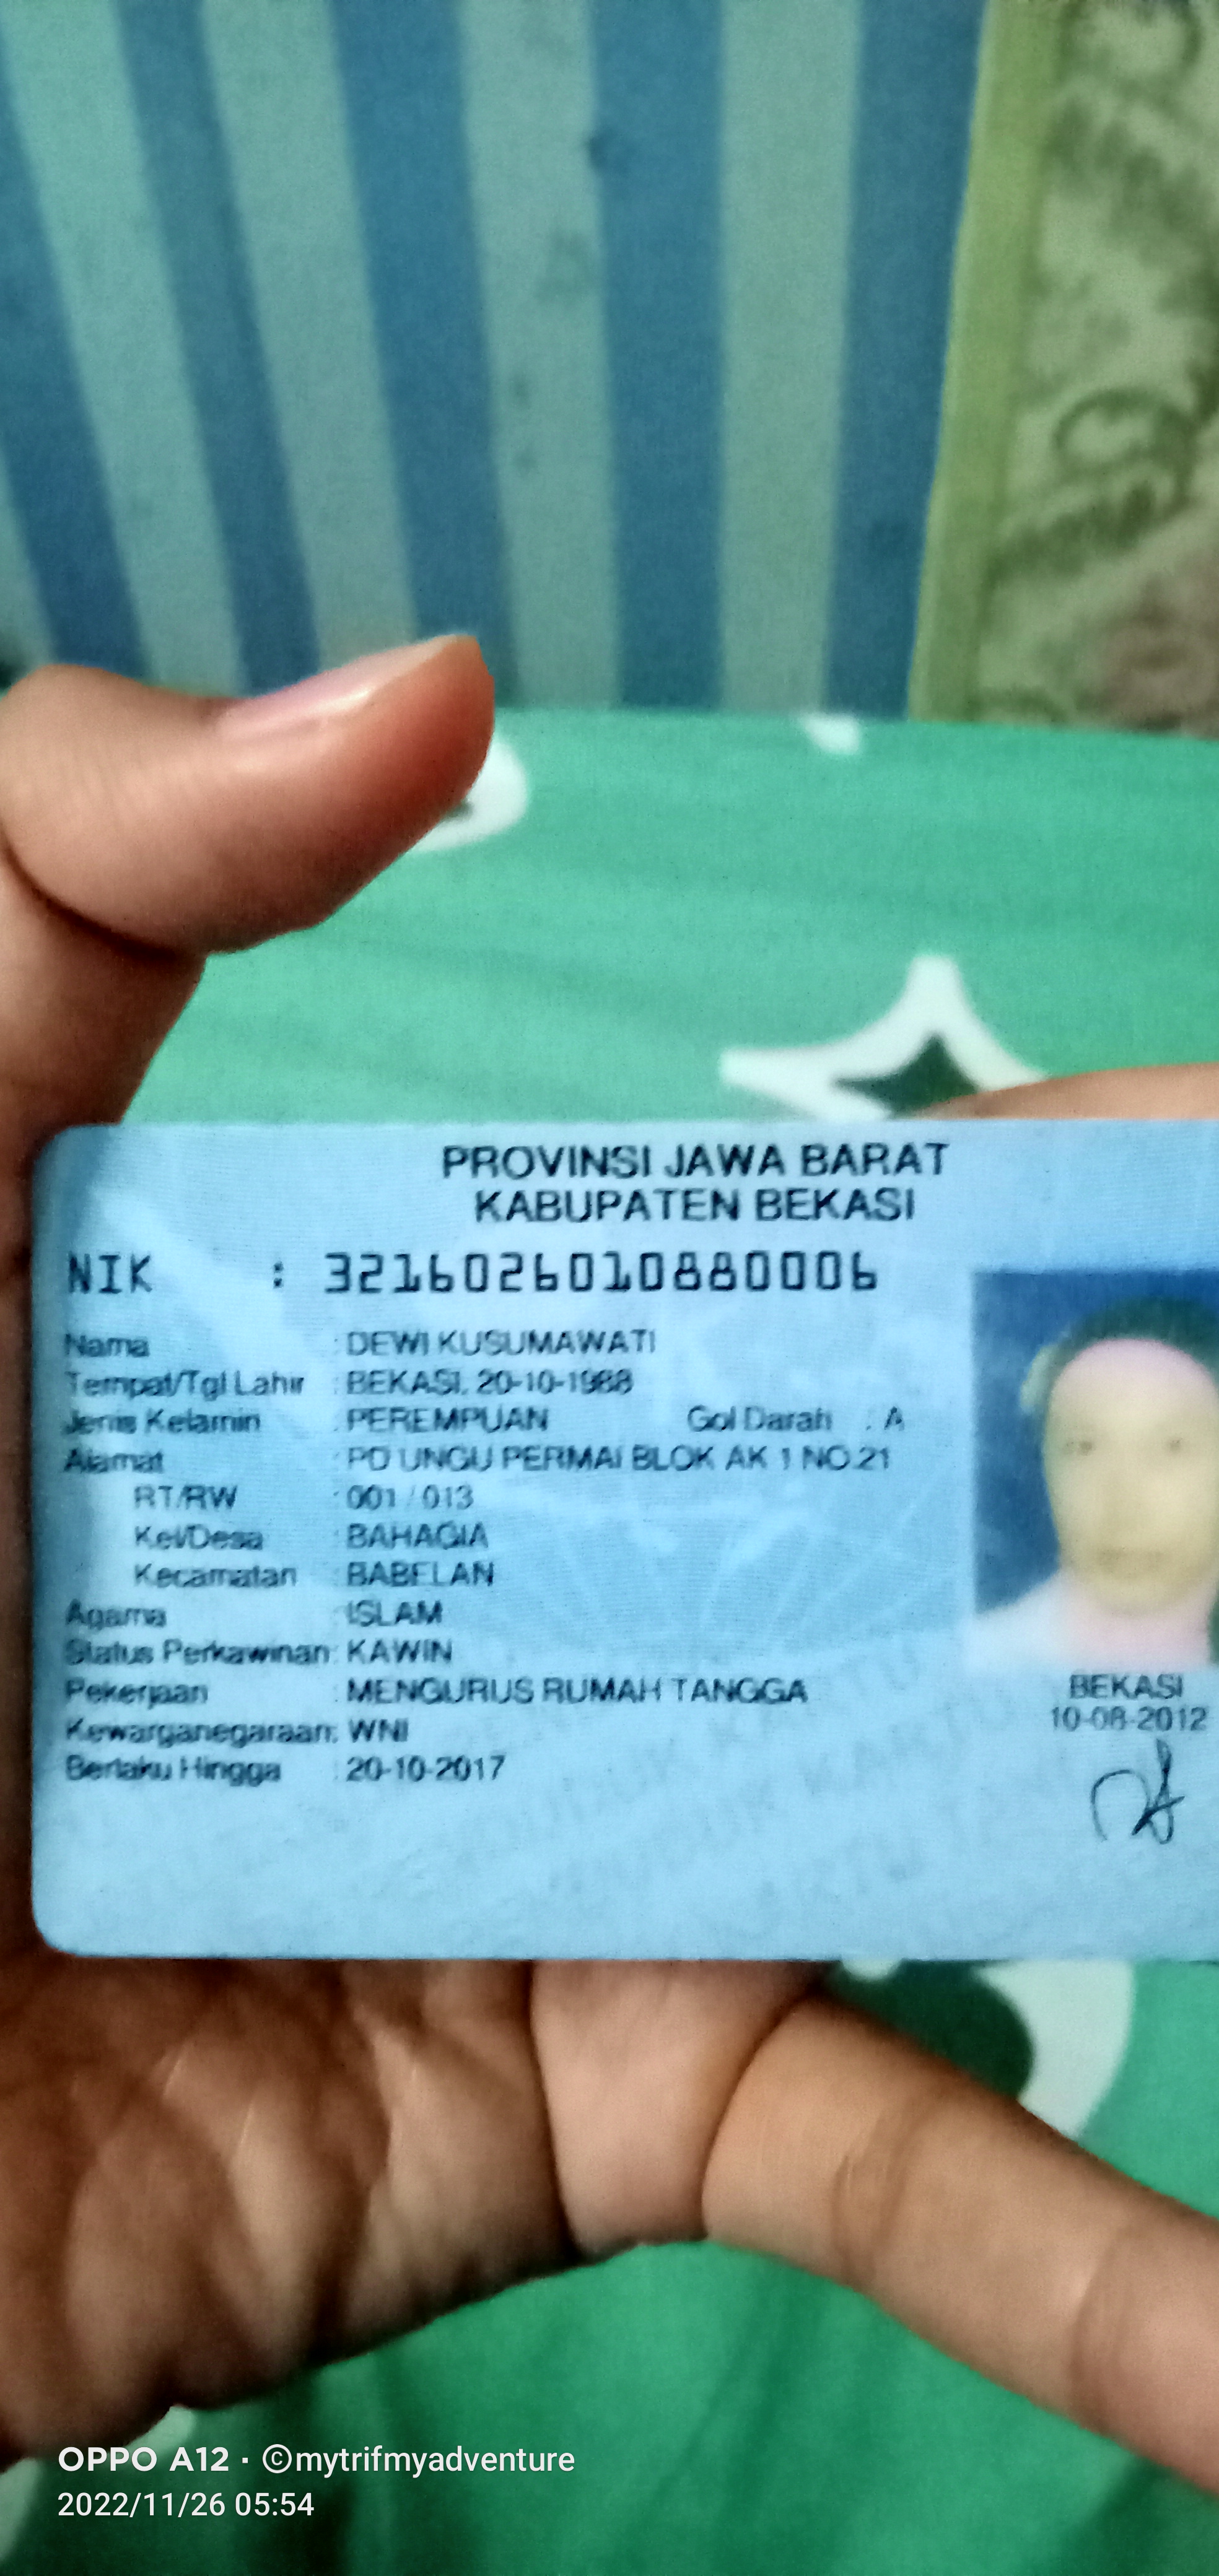 PROVINSI JAWA BARAT
KABUPATEN BEKASI
NIK : 3216026010880006
Nama : DEWI KUSUMAWATI
Tempat/Tgl Lahir : BEKASI, 20-10-1988
Jenis Kelamin : PEREMPUAN Gol Darah : A
Alamat : PD UNGU PERMAI BLOK AK 1 NO.21
RT/RW : 001 / 013
Kel/Desa : BAHAGIA
Kecamatan : BABELAN
Agama : ISLAM
Status Perkawinan : KAWIN
Pekerjaan : MENGURUS RUMAH TANGGA
Kewarganegaraan : WNI
Berlaku Hingga : 20-10-2017
BEKASI
10-08-2012
OPPO A12 · ©mytrifmyadventure
2022/11/26 05:54